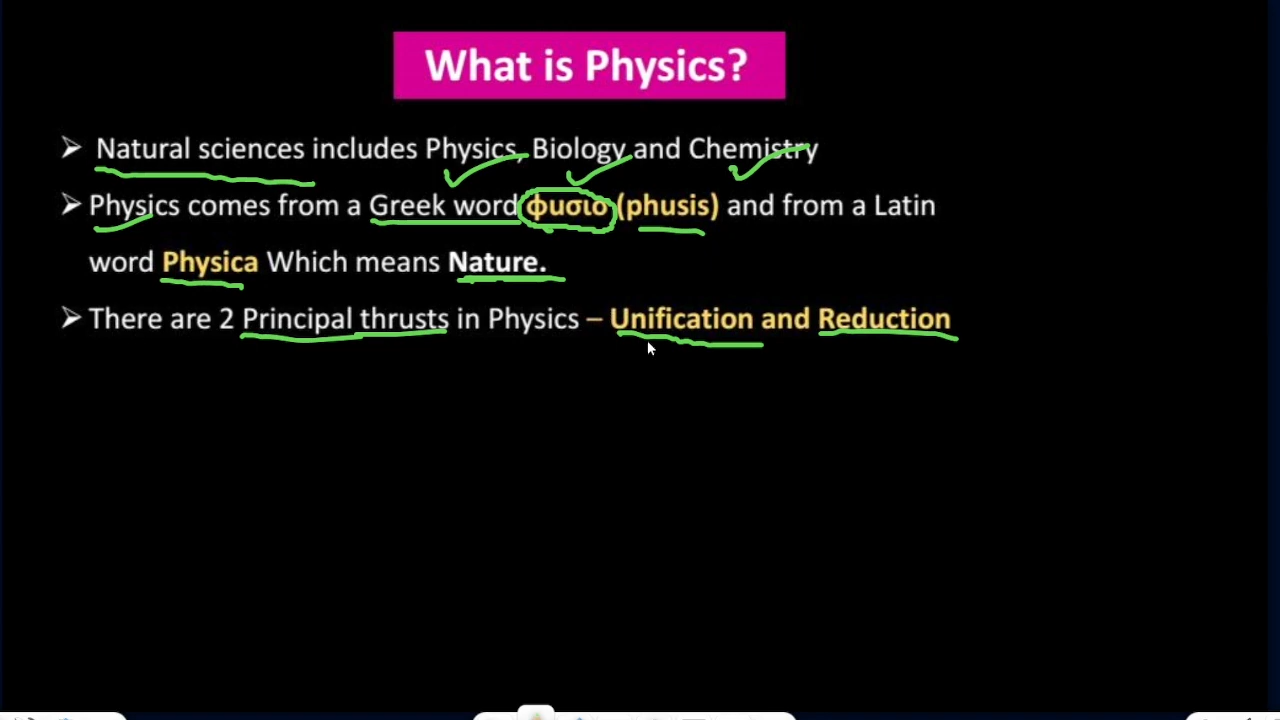 What is Physics?
➢ Natural sciences includes Physics, Biology and Chemistry
➢ Physics comes from a Greek word φυσιο (phusis) and from a Latin
word Physica Which means Nature.
➢ There are 2 Principal thrusts in Physics – Unification and Reduction